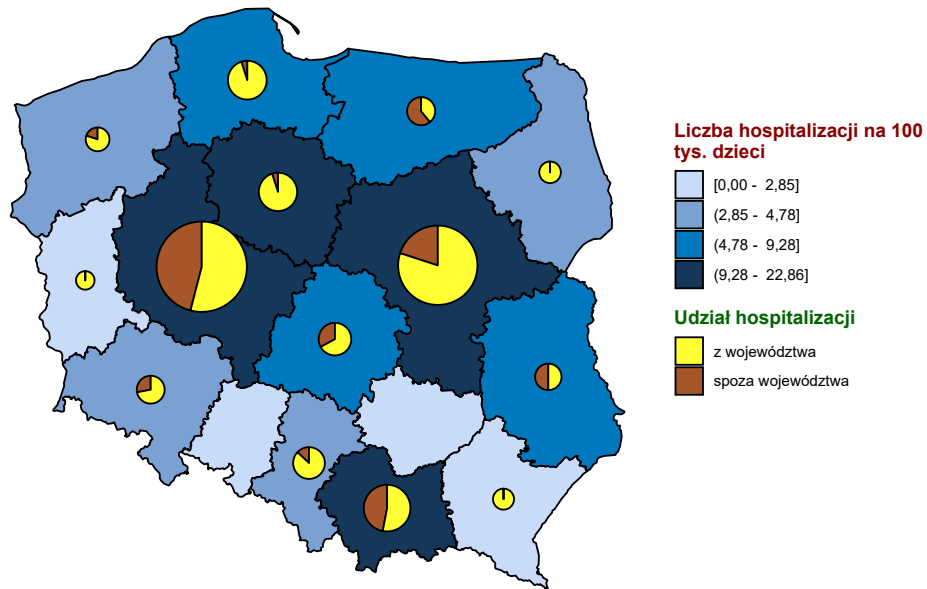 Liczba hospitalizacji na 100
tys. dzieci
[0,00 - 2,85]
(2,85 - 4,78]
(4,78 - 9,28]
(9,28 - 22,86]
Udział hospitalizacji
z województwa
spoza województwa